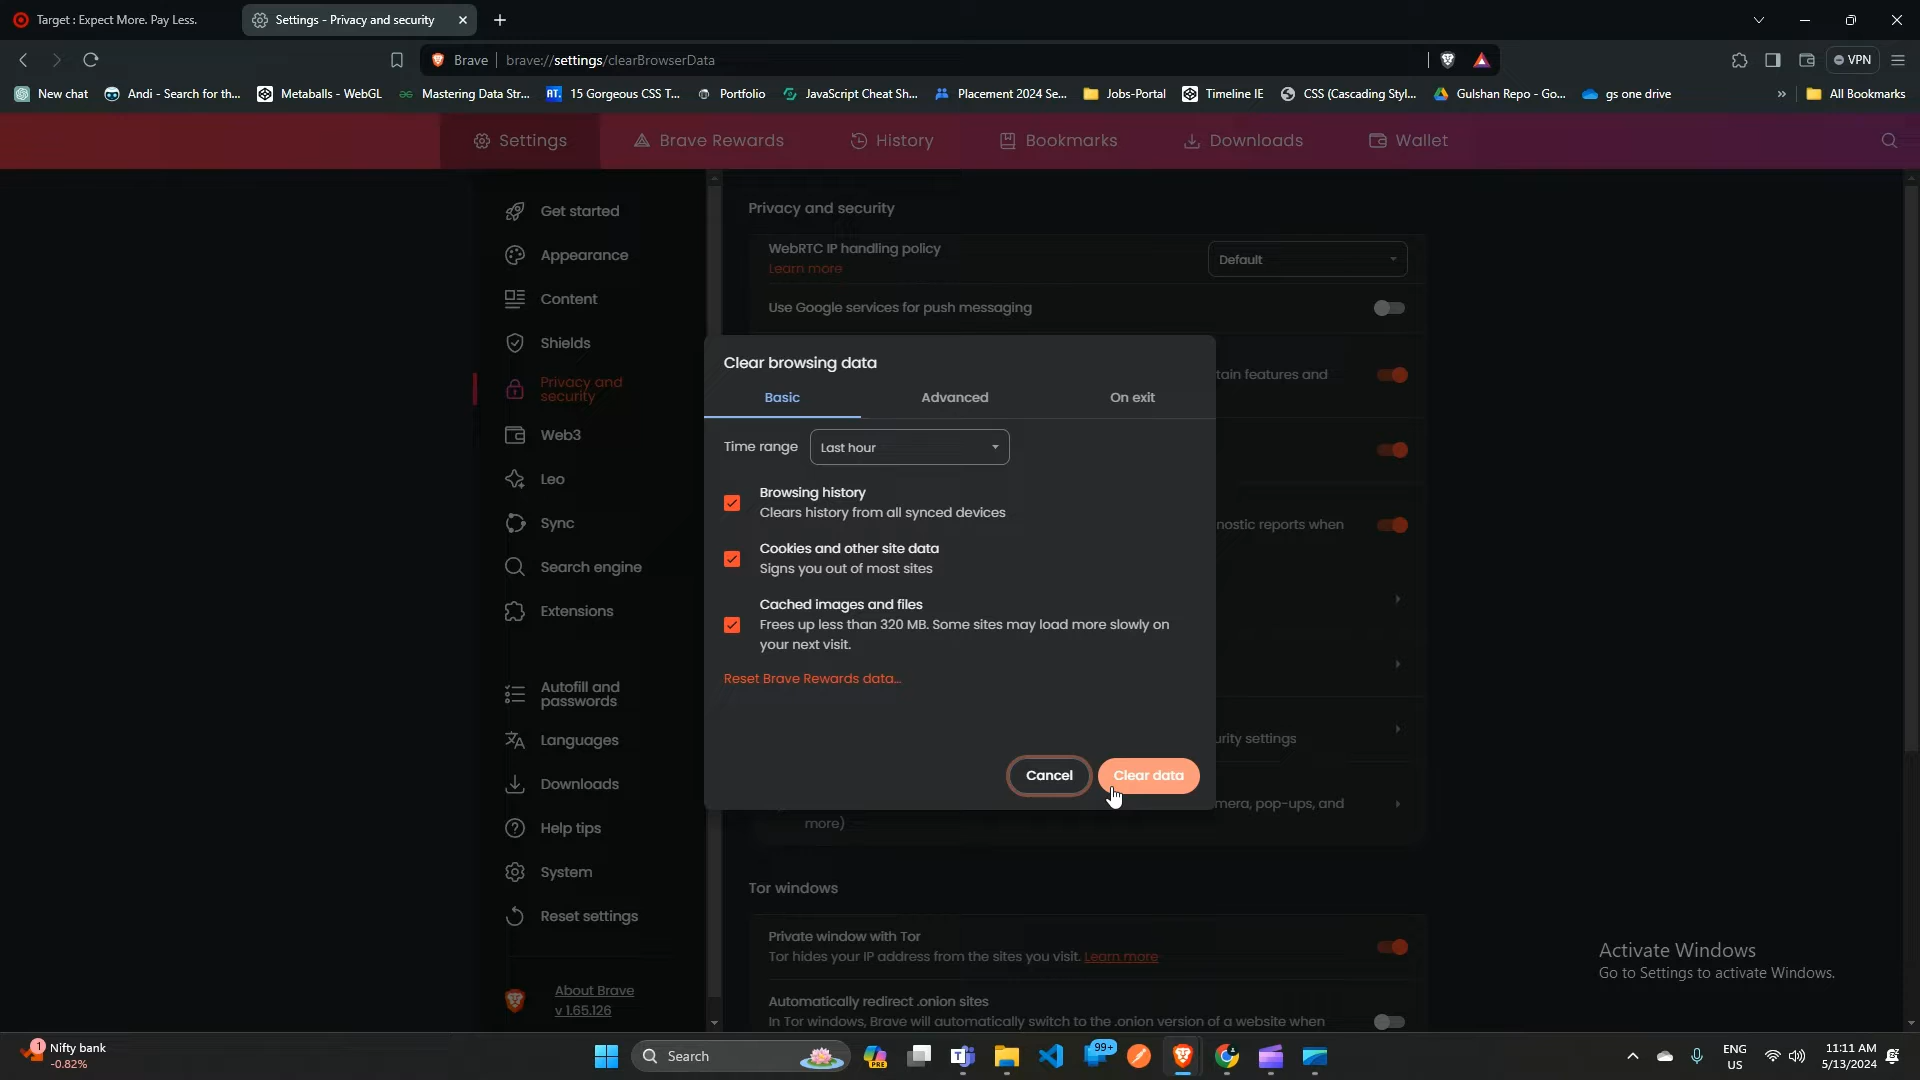 Target : Expect More. Pay Less.
Settings - Privacy and security
Brave
brave://settings/clearBrowserData
VPN
New chat
Andi - Search for th...
Metaballs - WebGL
Mastering Data Str...
15 Gorgeous CSS T...
Portfolio
JavaScript Cheat Sh...
Placement 2024 Se...
Jobs-Portal
Timeline IE
CSS (Cascading Styl...
Gulshan Repo - Go...
gs one drive
»
All Bookmarks
Settings
Brave Rewards
History
Bookmarks
Downloads
Wallet
Get started
Appearance
Content
Shields
Privacy and
security
Web3
Leo
Sync
Search engine
Extensions
Autofill and
passwords
Languages
Downloads
Help tips
System
Reset settings
About Brave
v 1.65.126
Privacy and security
WebRTC IP handling policy
Learn more
Default
Use Google services for push messaging
tain features and
nostic reports when
urity settings
mera, pop-ups, and
more)
Clear browsing data
Basic
Advanced
On exit
Time range
Last hour
Browsing history
Clears history from all synced devices
Cookies and other site data
Signs you out of most sites
Cached images and files
Frees up less than 320 MB. Some sites may load more slowly on
your next visit.
Reset Brave Rewards data...
Cancel
Clear data
Tor windows
Private window with Tor
Tor hides your IP address from the sites you visit. Learn more
Automatically redirect .onion sites
In Tor windows, Brave will automatically switch to the .onion version of a website when
Activate Windows
Go to Settings to activate Windows.
1
Nifty bank
-0.82%
Search
PRE
99+
ENG
US
11:11 AM
5/13/2024